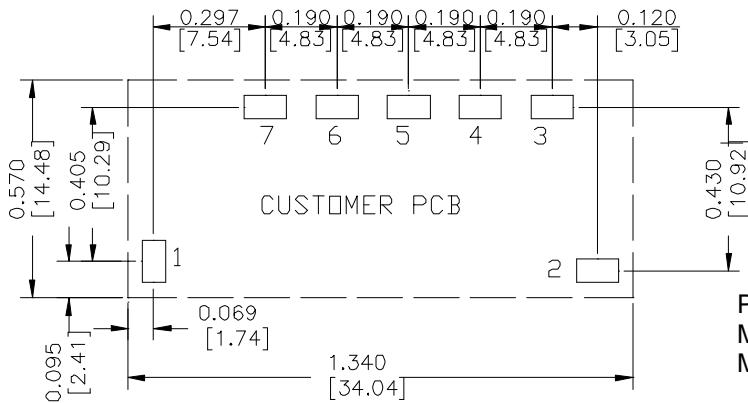 0.297 0.190 0.190 0.190 0.190 0.120
[7.54] [4.83] [4.83] [4.83] [4.83] [3.05]
7 6 5 4 3
0.570
[14.48]
0.405
[10.29]
0.430
[10.92]
CUSTOMER PCB
1
2
0.069
[1.74]
0.095
[2.41]
1.340
[34.04]
P
M
M